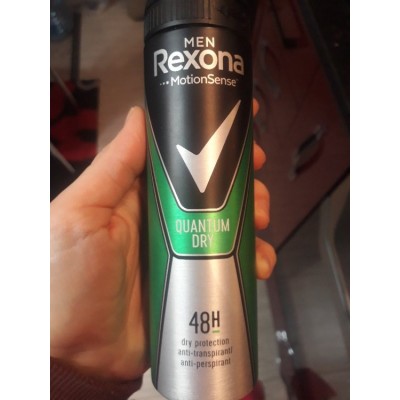 MEN
Rexona
MotionSense
QUANTUM
DRY
48H
dry protection
anti-transpirant/
anti-perspirant